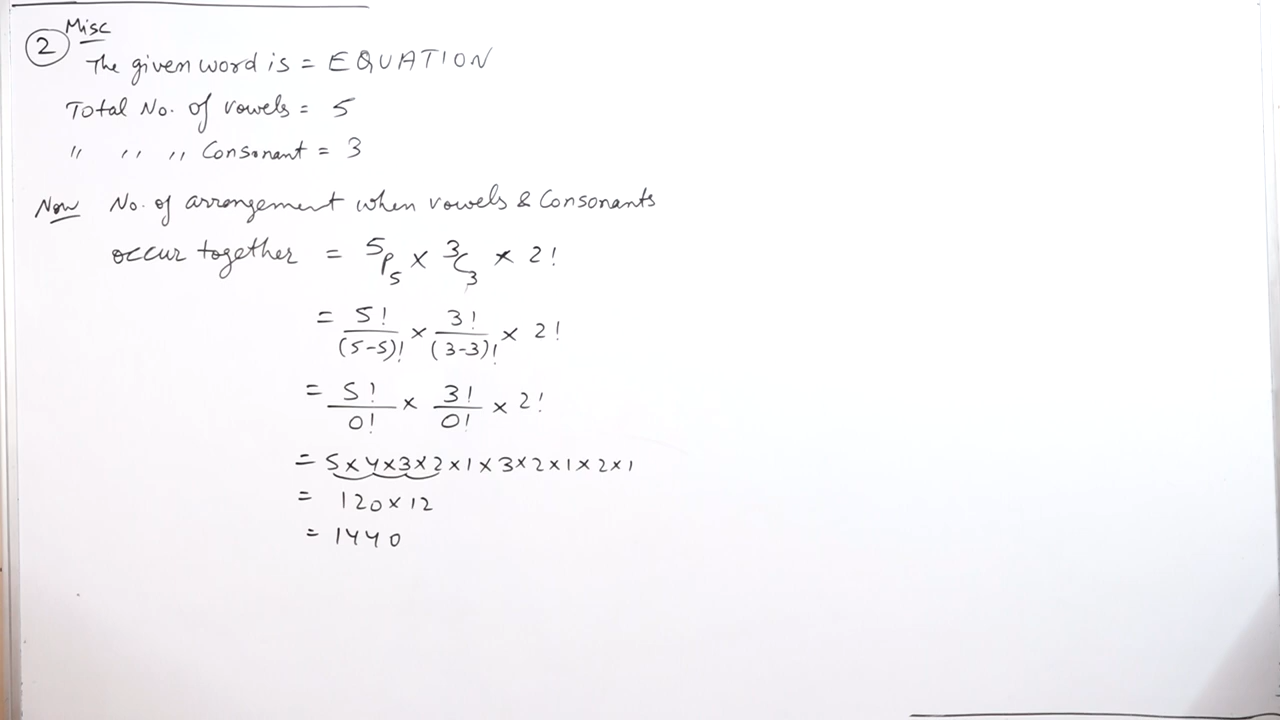 Misc
② The given word is = EQUATION
Total No. of vowels = 5
" " " Consonant = 3
Now No. of arrangement when vowels & Consonants
occur together = ⁵P₅ × ³C₃ × 2!
= 5!/(5-5)! × 3!/(3-3)! × 2!
= 5!/0! × 3!/0! × 2!
= 5×4×3×2×1×3×2×1×2×1
= 120×12
= 1440